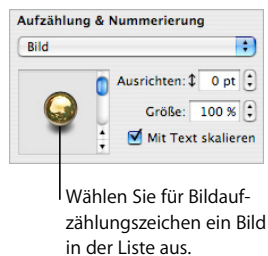 Aufzählung & Nummerierung
Bild
Ausrichten: 0 pt
Größe: 100 %
Mit Text skalieren
Wählen Sie für Bildauf-
zählungszeichen ein Bild
in der Liste aus.